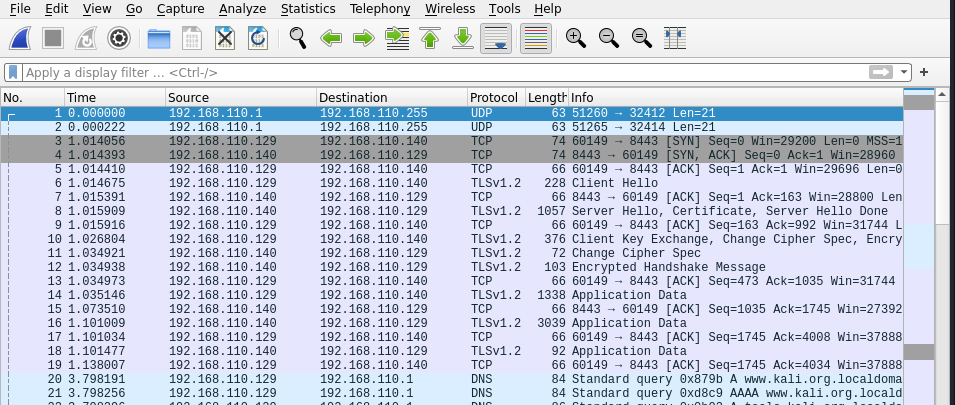 File Edit View Go Capture Analyze Statistics Telephony Wireless Tools Help
Apply a display filter ... <Ctrl-/>
No. Time Source Destination Protocol Length Info
1 0.000000 192.168.110.1 192.168.110.255 UDP 63 51260 → 32412 Len=21
2 0.000222 192.168.110.1 192.168.110.255 UDP 63 51265 → 32414 Len=21
3 1.014056 192.168.110.129 192.168.110.140 TCP 74 60149 → 8443 [SYN] Seq=0 Win=29200 Len=0 MSS=1
4 1.014393 192.168.110.140 192.168.110.129 TCP 74 8443 → 60149 [SYN, ACK] Seq=0 Ack=1 Win=28960
5 1.014410 192.168.110.129 192.168.110.140 TCP 66 60149 → 8443 [ACK] Seq=1 Ack=1 Win=29696 Len=0
6 1.014675 192.168.110.129 192.168.110.140 TLSv1.2 228 Client Hello
7 1.015391 192.168.110.140 192.168.110.129 TCP 66 8443 → 60149 [ACK] Seq=1 Ack=163 Win=28800 Len
8 1.015909 192.168.110.140 192.168.110.129 TLSv1.2 1057 Server Hello, Certificate, Server Hello Done
9 1.015916 192.168.110.129 192.168.110.140 TCP 66 60149 → 8443 [ACK] Seq=163 Ack=992 Win=31744 L
10 1.026804 192.168.110.129 192.168.110.140 TLSv1.2 376 Client Key Exchange, Change Cipher Spec, Encry
11 1.034921 192.168.110.140 192.168.110.129 TLSv1.2 72 Change Cipher Spec
12 1.034938 192.168.110.140 192.168.110.129 TLSv1.2 103 Encrypted Handshake Message
13 1.034973 192.168.110.129 192.168.110.140 TCP 66 60149 → 8443 [ACK] Seq=473 Ack=1035 Win=31744
14 1.035146 192.168.110.129 192.168.110.140 TLSv1.2 1338 Application Data
15 1.073510 192.168.110.140 192.168.110.129 TCP 66 8443 → 60149 [ACK] Seq=1035 Ack=1745 Win=27392
16 1.101009 192.168.110.140 192.168.110.129 TLSv1.2 3039 Application Data
17 1.101034 192.168.110.129 192.168.110.140 TCP 66 60149 → 8443 [ACK] Seq=1745 Ack=4008 Win=37888
18 1.101477 192.168.110.140 192.168.110.129 TLSv1.2 92 Application Data
19 1.138007 192.168.110.129 192.168.110.140 TCP 66 60149 → 8443 [ACK] Seq=1745 Ack=4034 Win=37888
20 3.798191 192.168.110.129 192.168.110.1 DNS 84 Standard query 0x879b A www.kali.org.localdoma
21 3.798256 192.168.110.129 192.168.110.1 DNS 84 Standard query 0xd8c9 AAAA www.kali.org.locald